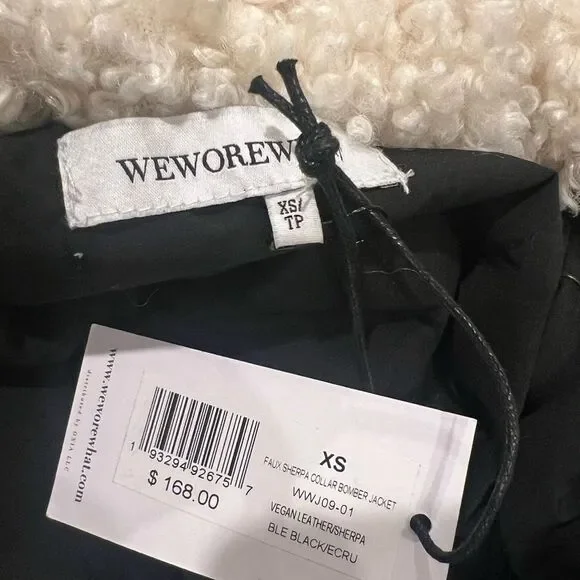 WEWOREW
XS/
TP
www.weworewhat.com
distributed by ONIA LLC
1 93294 92675 7
$ 168.00
XS
FAUX SHERPA COLLAR BOMBER JACKET
WWJ09-01
VEGAN LEATHER/SHERPA
BLE BLACK/ECRU